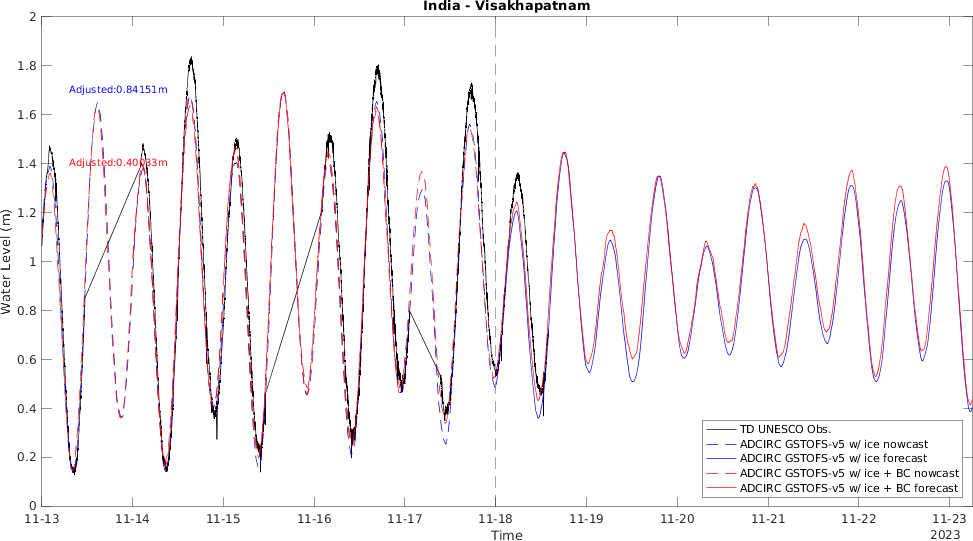 India - Visakhapatnam
Water Level (m)
2
1.8
1.6
1.4
1.2
1
0.8
0.6
0.4
0.2
0
Adjusted:0.84151m
TD UNESCO Obs.
ADCIRC GSTOFS-v5 w/ ice nowcast
ADCIRC GSTOFS-v5 w/ ice forecast
ADCIRC GSTOFS-v5 w/ ice + BC nowcast
ADCIRC GSTOFS-v5 w/ ice + BC forecast
11-13 11-14 11-15 11-16 11-17 11-18 11-19 11-20 11-21 11-22 11-23
Time
2023